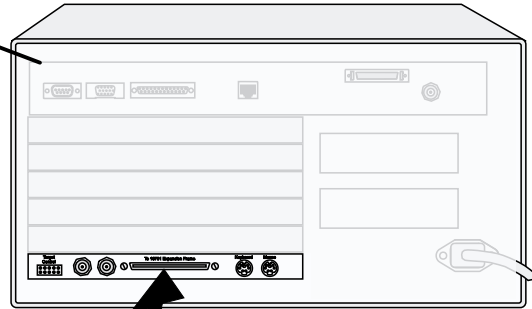 Target
Control
To 16701 Expansion Frame
Keyboard
Mouse